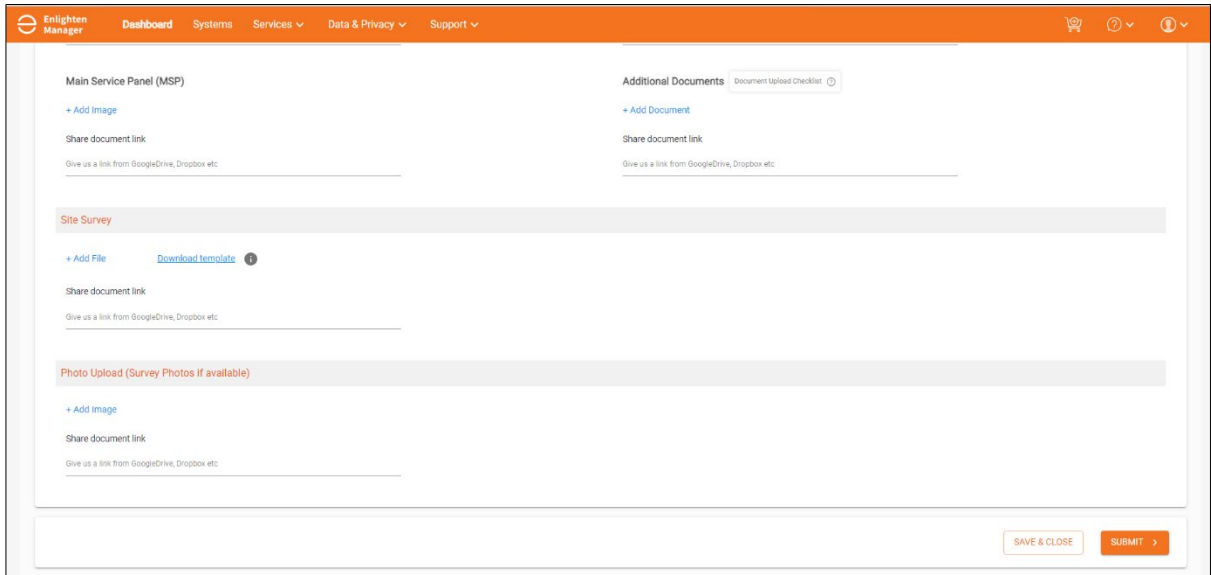 Enlighten
Manager
Dashboard Systems Services Data & Privacy Support
Main Service Panel (MSP)
+ Add Image
Share document link
Give us a link from GoogleDrive, Dropbox etc
Additional Documents Document Upload Checklist
+ Add Document
Share document link
Give us a link from GoogleDrive, Dropbox etc
Site Survey
+ Add File Download template
Share document link
Give us a link from GoogleDrive, Dropbox etc
Photo Upload (Survey Photos if available)
+ Add Image
Share document link
Give us a link from GoogleDrive, Dropbox etc
SAVE & CLOSE SUBMIT >